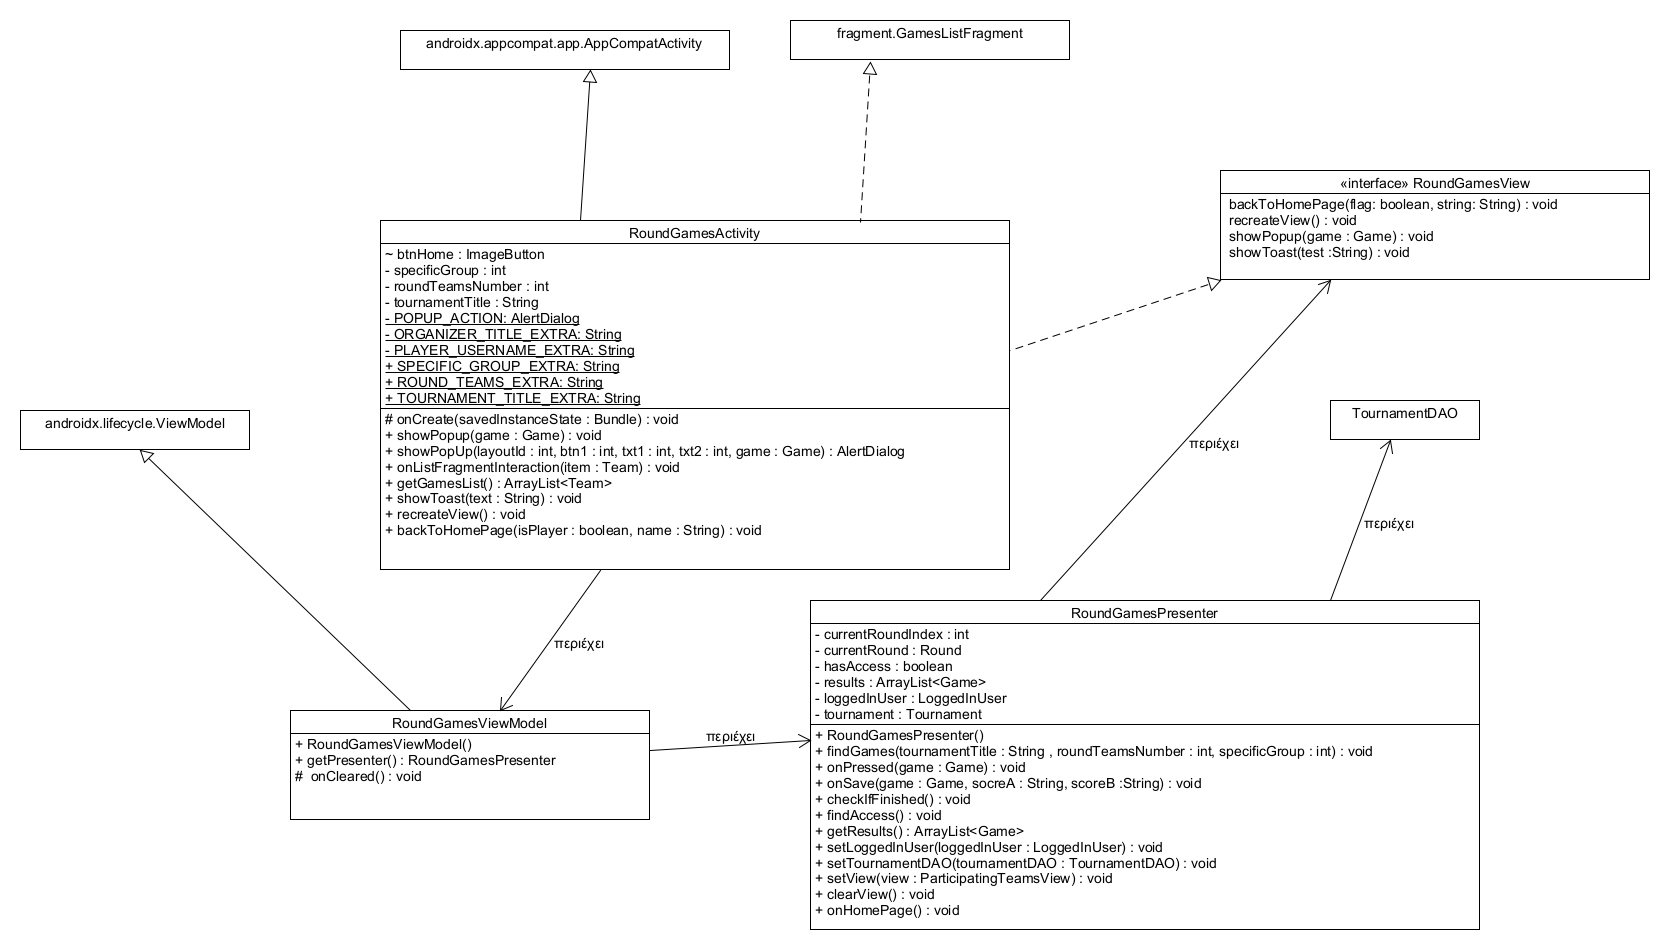 androidx.appcompat.app.AppCompatActivity
fragment.GamesListFragment
«interface» RoundGamesView
backToHomePage(flag: boolean, string: String) : void
recreateView() : void
showPopup(game : Game) : void
showToast(test :String) : void
RoundGamesActivity
~ btnHome : ImageButton
- specificGroup : int
- roundTeamsNumber : int
- tournamentTitle : String
- POPUP_ACTION: AlertDialog
- ORGANIZER_TITLE_EXTRA: String
- PLAYER_USERNAME_EXTRA: String
+ SPECIFIC_GROUP_EXTRA: String
+ ROUND_TEAMS_EXTRA: String
+ TOURNAMENT_TITLE_EXTRA: String
# onCreate(savedInstanceState : Bundle) : void
+ showPopup(game : Game) : void
+ showPopUp(layoutId : int, btn1 : int, txt1 : int, txt2 : int, game : Game) : AlertDialog
+ onListFragmentInteraction(item : Team) : void
+ getGamesList() : ArrayList<Team>
+ showToast(text : String) : void
+ recreateView() : void
+ backToHomePage(isPlayer : boolean, name : String) : void
androidx.lifecycle.ViewModel
TournamentDAO
περιέχει
περιέχει
περιέχει
RoundGamesViewModel
+ RoundGamesViewModel()
+ getPresenter() : RoundGamesPresenter
#  onCleared() : void
περιέχει
RoundGamesPresenter
- currentRoundIndex : int
- currentRound : Round
- hasAccess : boolean
- results : ArrayList<Game>
- loggedInUser : LoggedInUser
- tournament : Tournament
+ RoundGamesPresenter()
+ findGames(tournamentTitle : String , roundTeamsNumber : int, specificGroup : int) : void
+ onPressed(game : Game) : void
+ onSave(game : Game, socreA : String, scoreB :String) : void
+ checkIfFinished() : void
+ findAccess() : void
+ getResults() : ArrayList<Game>
+ setLoggedInUser(loggedInUser : LoggedInUser) : void
+ setTournamentDAO(tournamentDAO : TournamentDAO) : void
+ setView(view : ParticipatingTeamsView) : void
+ clearView() : void
+ onHomePage() : void